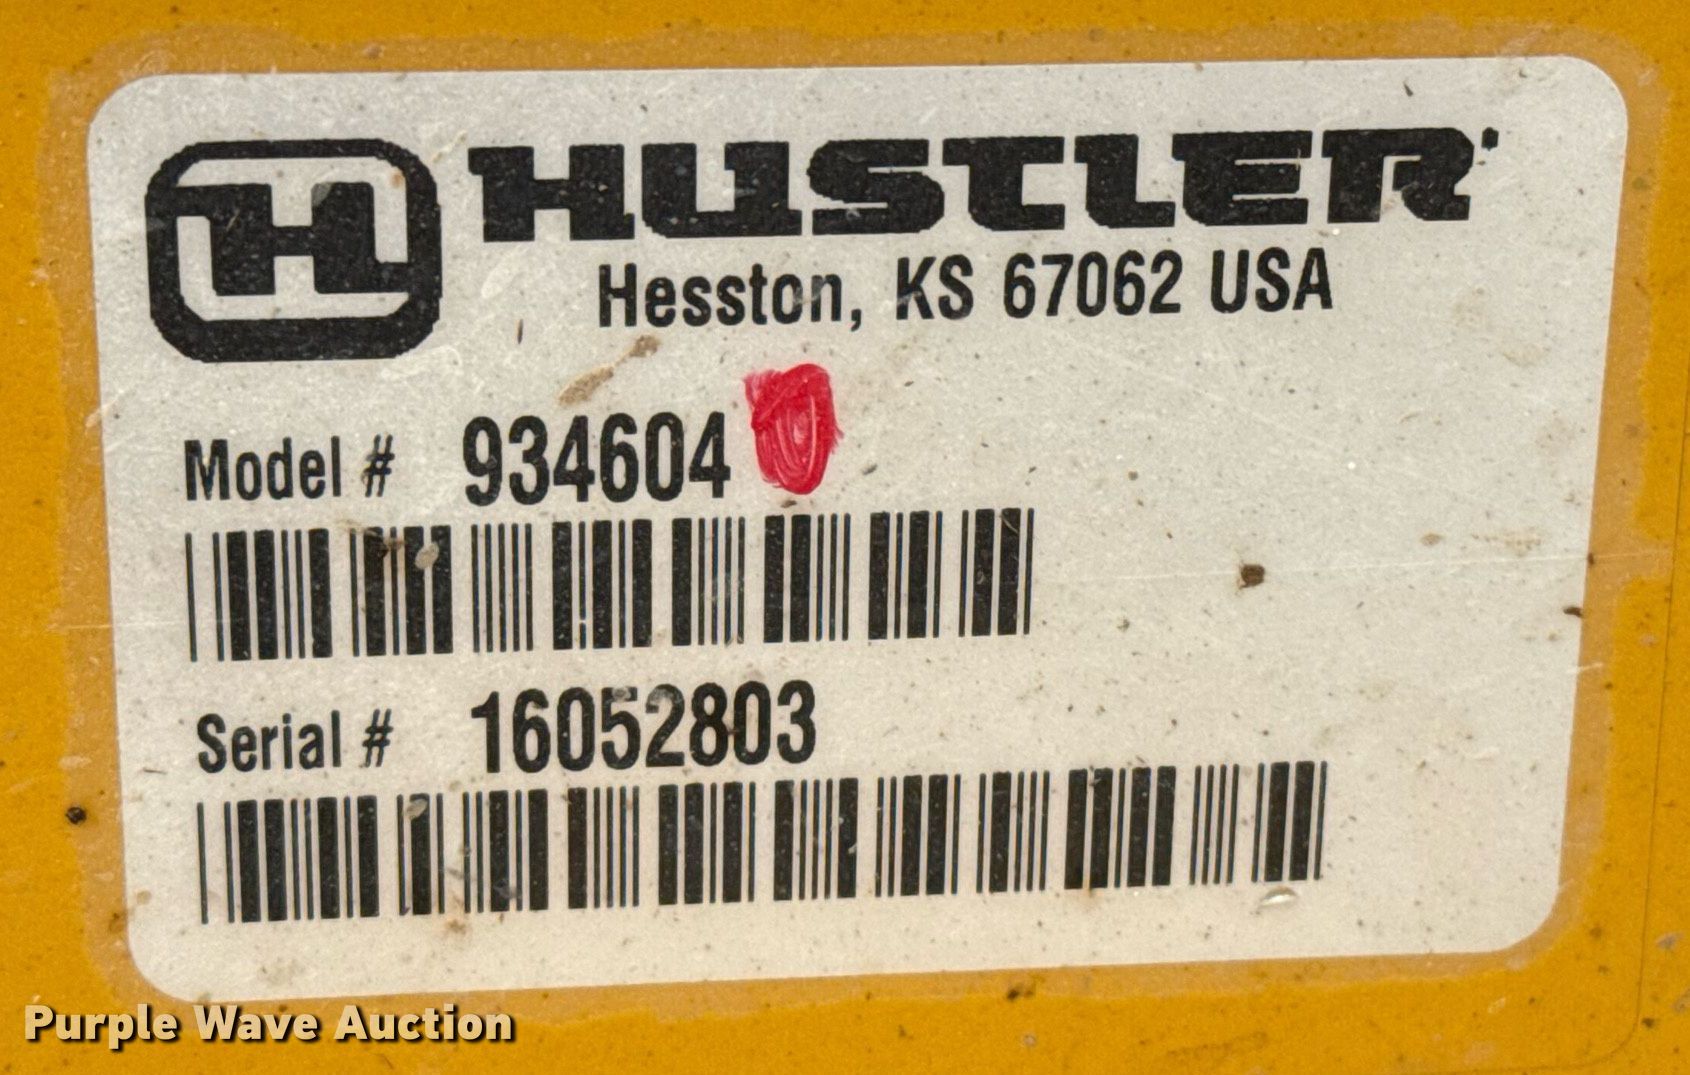 H HUSTLER
Hesston, KS 67062 USA
Model # 934604
Serial # 16052803
Purple Wave Auction